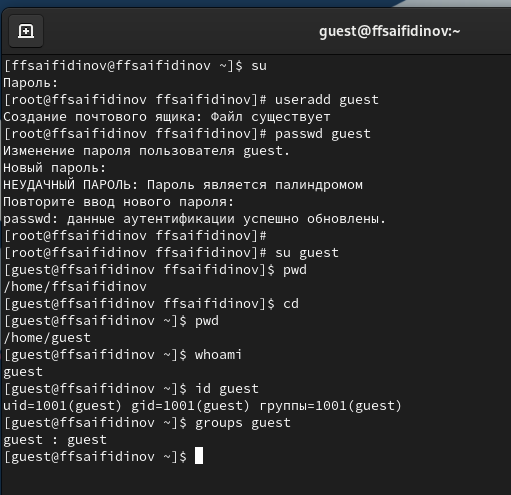 guest@ffsaifidinov:~
[ffsaifidinov@ffsaifidinov ~]$ su
Пароль:
[root@ffsaifidinov ffsaifidinov]# useradd guest
Создание почтового ящика: Файл существует
[root@ffsaifidinov ffsaifidinov]# passwd guest
Изменение пароля пользователя guest.
Новый пароль:
НЕУДАЧНЫЙ ПАРОЛЬ: Пароль является палиндромом
Повторите ввод нового пароля:
passwd: данные аутентификации успешно обновлены.
[root@ffsaifidinov ffsaifidinov]#
[root@ffsaifidinov ffsaifidinov]# su guest
[guest@ffsaifidinov ffsaifidinov]$ pwd
/home/ffsaifidinov
[guest@ffsaifidinov ffsaifidinov]$ cd
[guest@ffsaifidinov ~]$ pwd
/home/guest
[guest@ffsaifidinov ~]$ whoami
guest
[guest@ffsaifidinov ~]$ id guest
uid=1001(guest) gid=1001(guest) группы=1001(guest)
[guest@ffsaifidinov ~]$ groups guest
guest : guest
[guest@ffsaifidinov ~]$